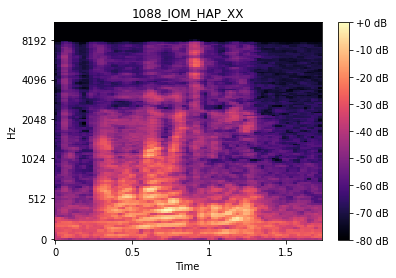 1088_IOM_HAP_XX
+0 dB
8192
-10 dB
4096
-20 dB
-30 dB
2048
Hz
-40 dB
1024
-50 dB
512
-60 dB
-70 dB
0
-80 dB
0 0.5 1 1.5
Time